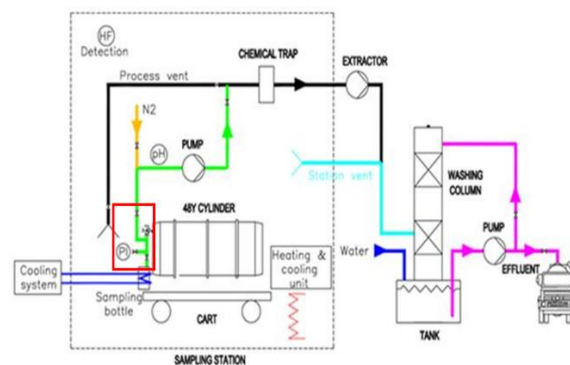 HF
Detection
Process vent
CHEMICAL TRAP
EXTRACTOR
N2
pH
PUMP
Station vent
WASHING
COLUMN
48Y CYLINDER
PI
Water
PUMP
Cooling
system
Heating &
cooling
unit
EFFLUENT
Sampling
bottle
CART
TANK
SAMPLING STATION